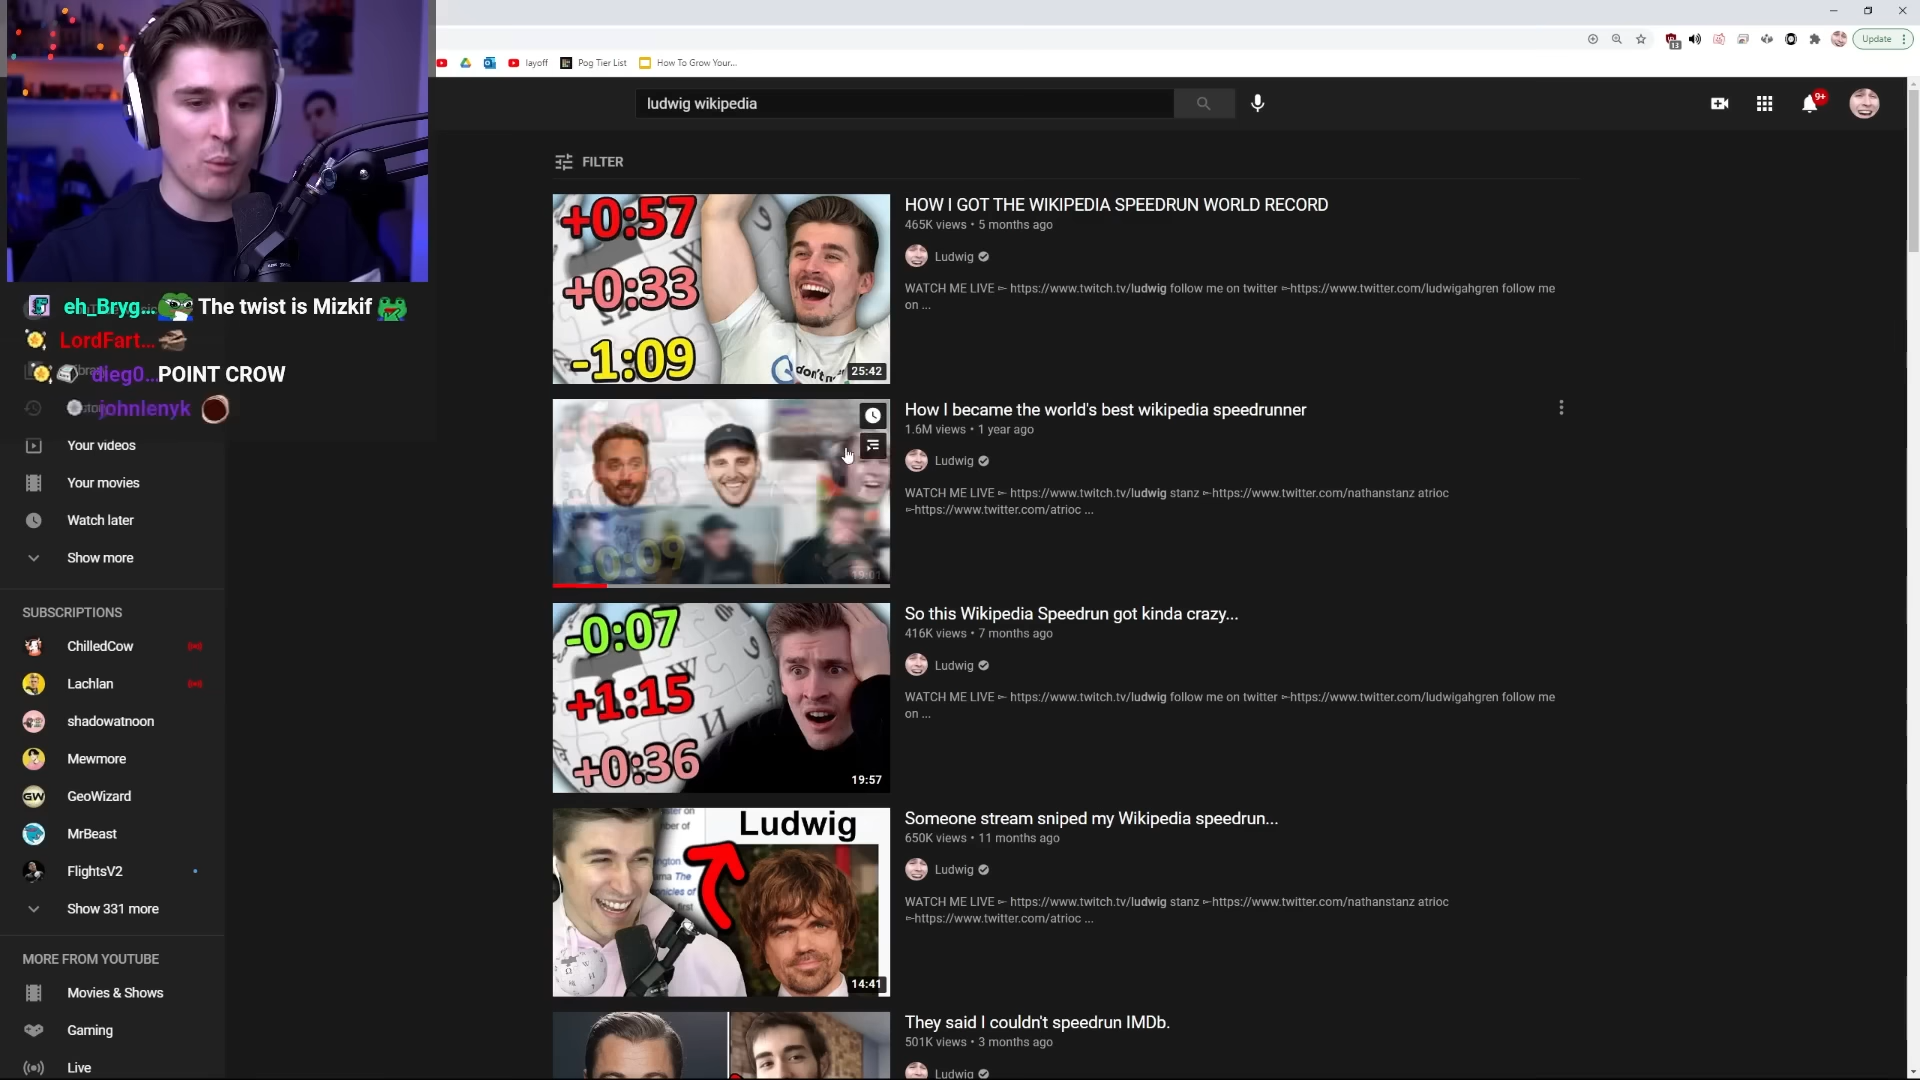 Update
layoff
Pog Tier List
How To Grow Your...
ludwig wikipedia
9+
13
FILTER
eh_Bryg... The twist is Mizkif
LordFart...
dieg0... POINT CROW
johnlenyk
Your videos
Your movies
Watch later
Show more
SUBSCRIPTIONS
ChilledCow
Lachlan
shadowatnoon
Mewmore
GW
GeoWizard
MrBeast
FlightsV2
Show 331 more
MORE FROM YOUTUBE
Movies & Shows
Gaming
Live
+0:57
+0:33
-1:09
don't
25:42
HOW I GOT THE WIKIPEDIA SPEEDRUN WORLD RECORD
465K views • 5 months ago
Ludwig
WATCH ME LIVE ► https://www.twitch.tv/ludwig follow me on twitter ►https://www.twitter.com/ludwigahgren follow me
on ...
-0:09
19:01
How I became the world's best wikipedia speedrunner
1.6M views • 1 year ago
Ludwig
WATCH ME LIVE ► https://www.twitch.tv/ludwig stanz ►https://www.twitter.com/nathanstanz atrioc
►https://www.twitter.com/atrioc ...
-0:07
+1:15
+0:36
W
И
19:57
So this Wikipedia Speedrun got kinda crazy...
416K views • 7 months ago
Ludwig
WATCH ME LIVE ► https://www.twitch.tv/ludwig follow me on twitter ►https://www.twitter.com/ludwigahgren follow me
on ...
Ludwig
14:41
Someone stream sniped my Wikipedia speedrun...
650K views • 11 months ago
Ludwig
WATCH ME LIVE ► https://www.twitch.tv/ludwig stanz ►https://www.twitter.com/nathanstanz atrioc
►https://www.twitter.com/atrioc ...
They said I couldn't speedrun IMDb.
501K views • 3 months ago
Ludwig